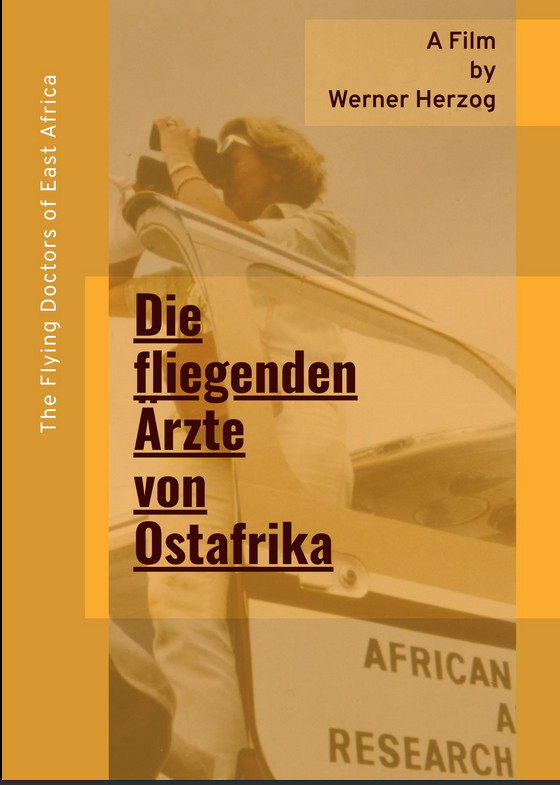 A Film
by
Werner Herzog
The Flying Doctors of East Africa
Die
fliegenden
Ärzte
von
Ostafrika
AFRICAN
A
RESEARCH